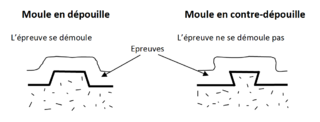 Moule en dépouille
Moule en contre-dépouille
L'épreuve se démoule
L'épreuve ne se démoule pas
Epreuves